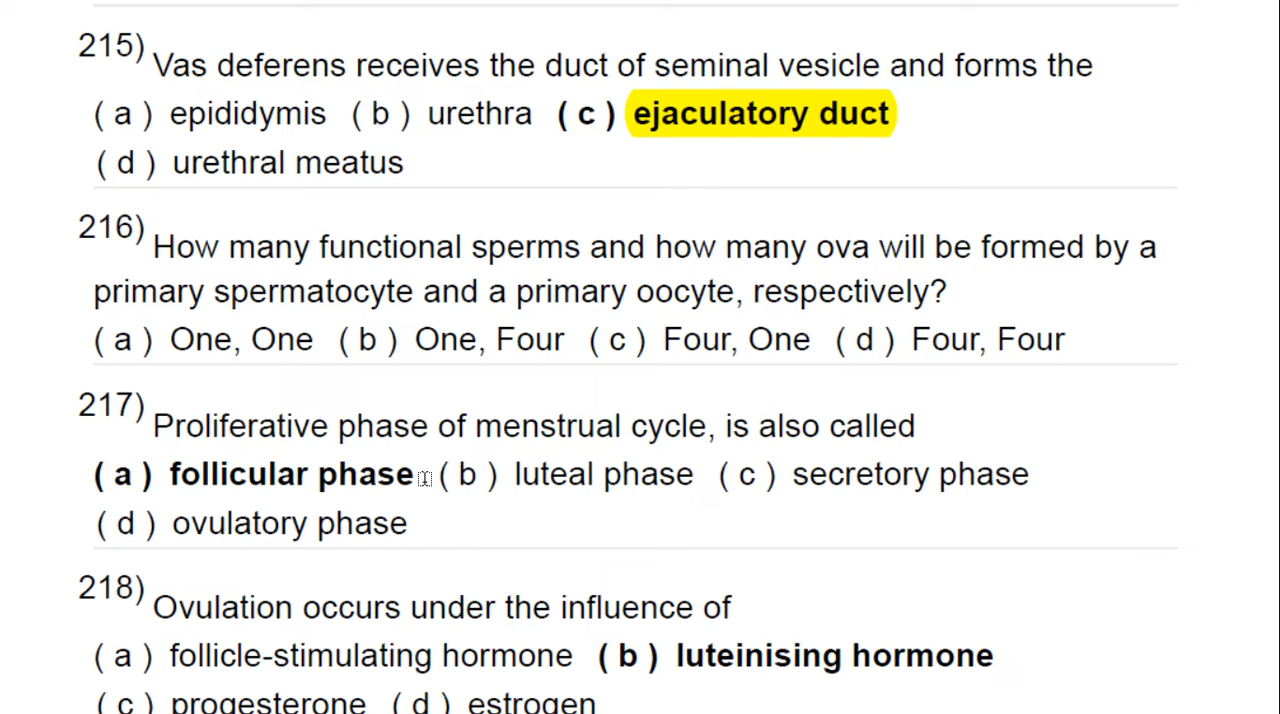 215) Vas deferens receives the duct of seminal vesicle and forms the
( a ) epididymis ( b ) urethra ( c ) ejaculatory duct
( d ) urethral meatus
216) How many functional sperms and how many ova will be formed by a
primary spermatocyte and a primary oocyte, respectively?
( a ) One, One ( b ) One, Four ( c ) Four, One ( d ) Four, Four
217) Proliferative phase of menstrual cycle, is also called
( a ) follicular phase ( b ) luteal phase ( c ) secretory phase
( d ) ovulatory phase
218) Ovulation occurs under the influence of
( a ) follicle-stimulating hormone ( b ) luteinising hormone
( c ) progesterone ( d ) estrogen